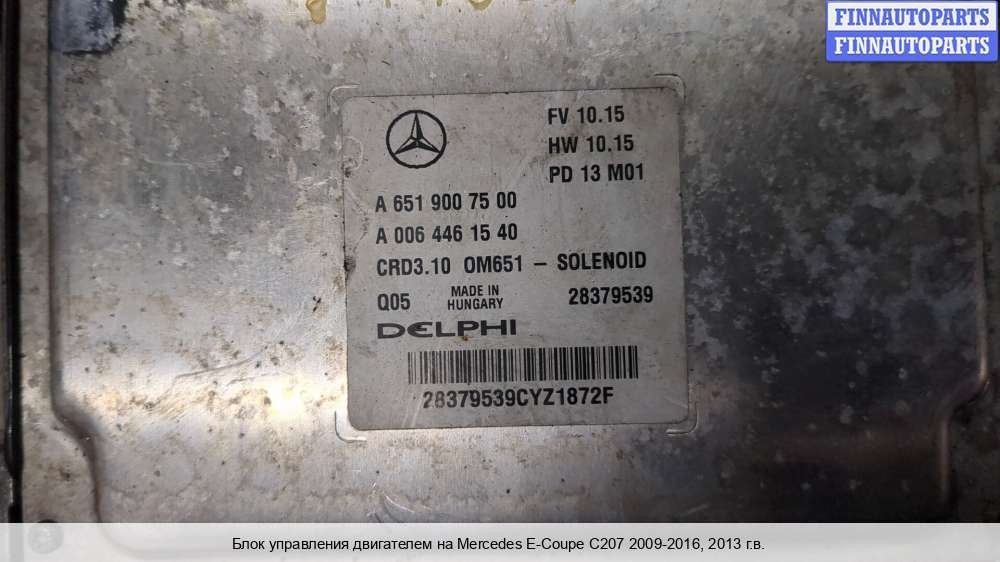 FINNAUTOPARTS
FINNAUTOPARTS
FV 10.15
HW 10.15
PD 13 M01
A 651 900 75 00
A 006 446 15 40
CRD3.10 OM651 – SOLENOID
Q05 MADE IN HUNGARY 28379539
DELPHI
28379539CYZ1872F
Блок управления двигателем на Mercedes E-Coupe C207 2009-2016, 2013 г.в.